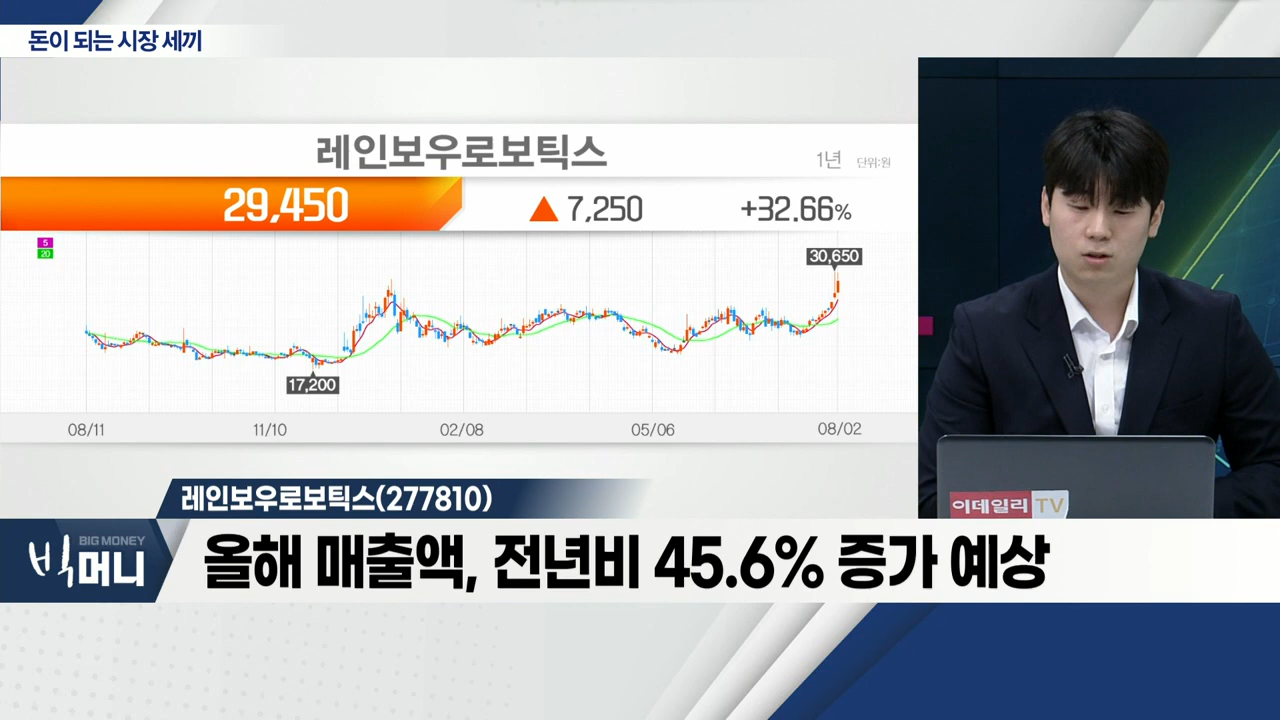 돈이 되는 시장 세끼
레인보우로보틱스
1년 단위:원
29,450 ▲ 7,250 +32.66%
5
20
30,650
17,200
08/11 11/10 02/08 05/06 08/02
이데일리 TV
레인보우로보틱스(277810)
빅머니 BIG MONEY
올해 매출액, 전년비 45.6% 증가 예상